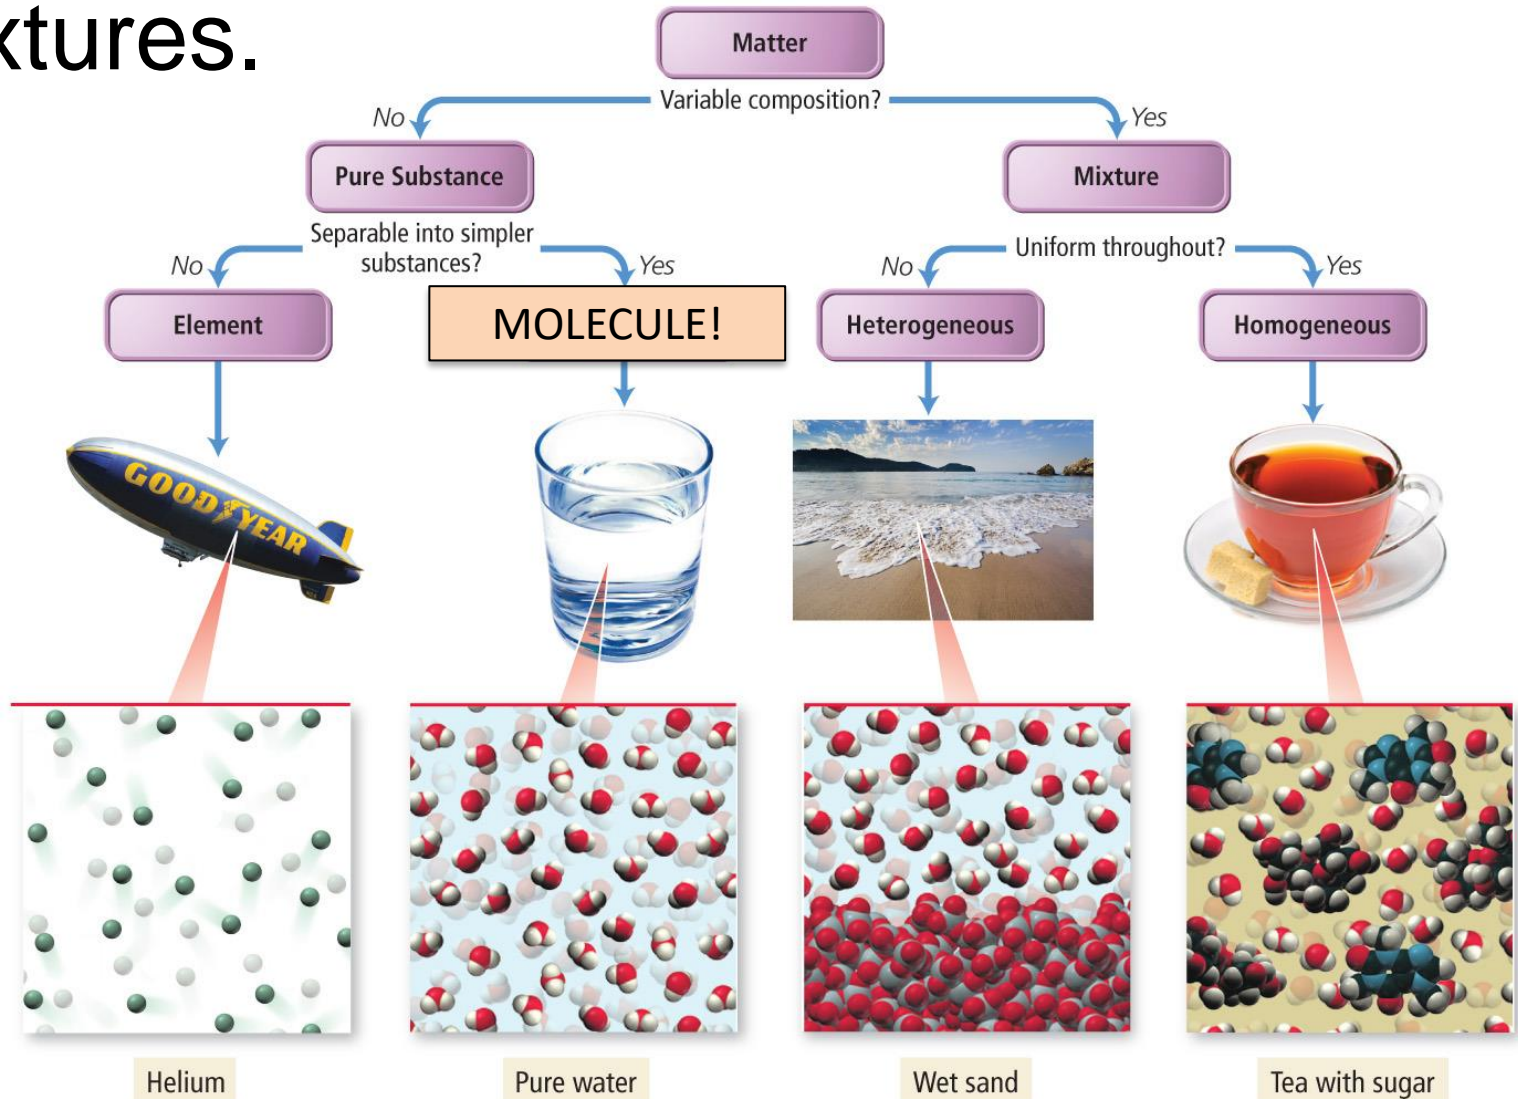 xtures.
Matter
Variable composition?
No
Yes
Pure Substance
Mixture
Separable into simpler
substances?
No
Yes
Uniform throughout?
No
Yes
Element
MOLECULE!
Heterogeneous
Homogeneous
GOODYEAR
Helium
Pure water
Wet sand
Tea with sugar